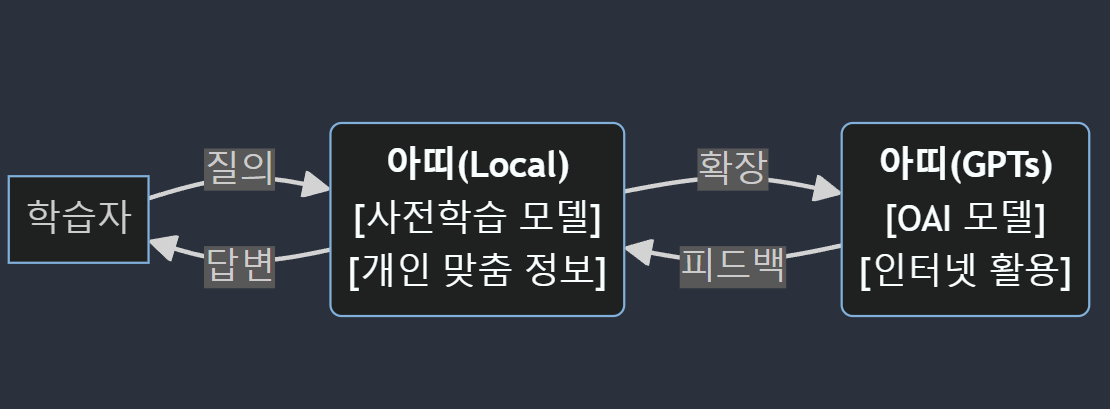 학습자
질의
답변
아띠(Local)
[사전학습 모델]
[개인 맞춤 정보]
확장
피드백
아띠(GPTs)
[OAI 모델]
[인터넷 활용]